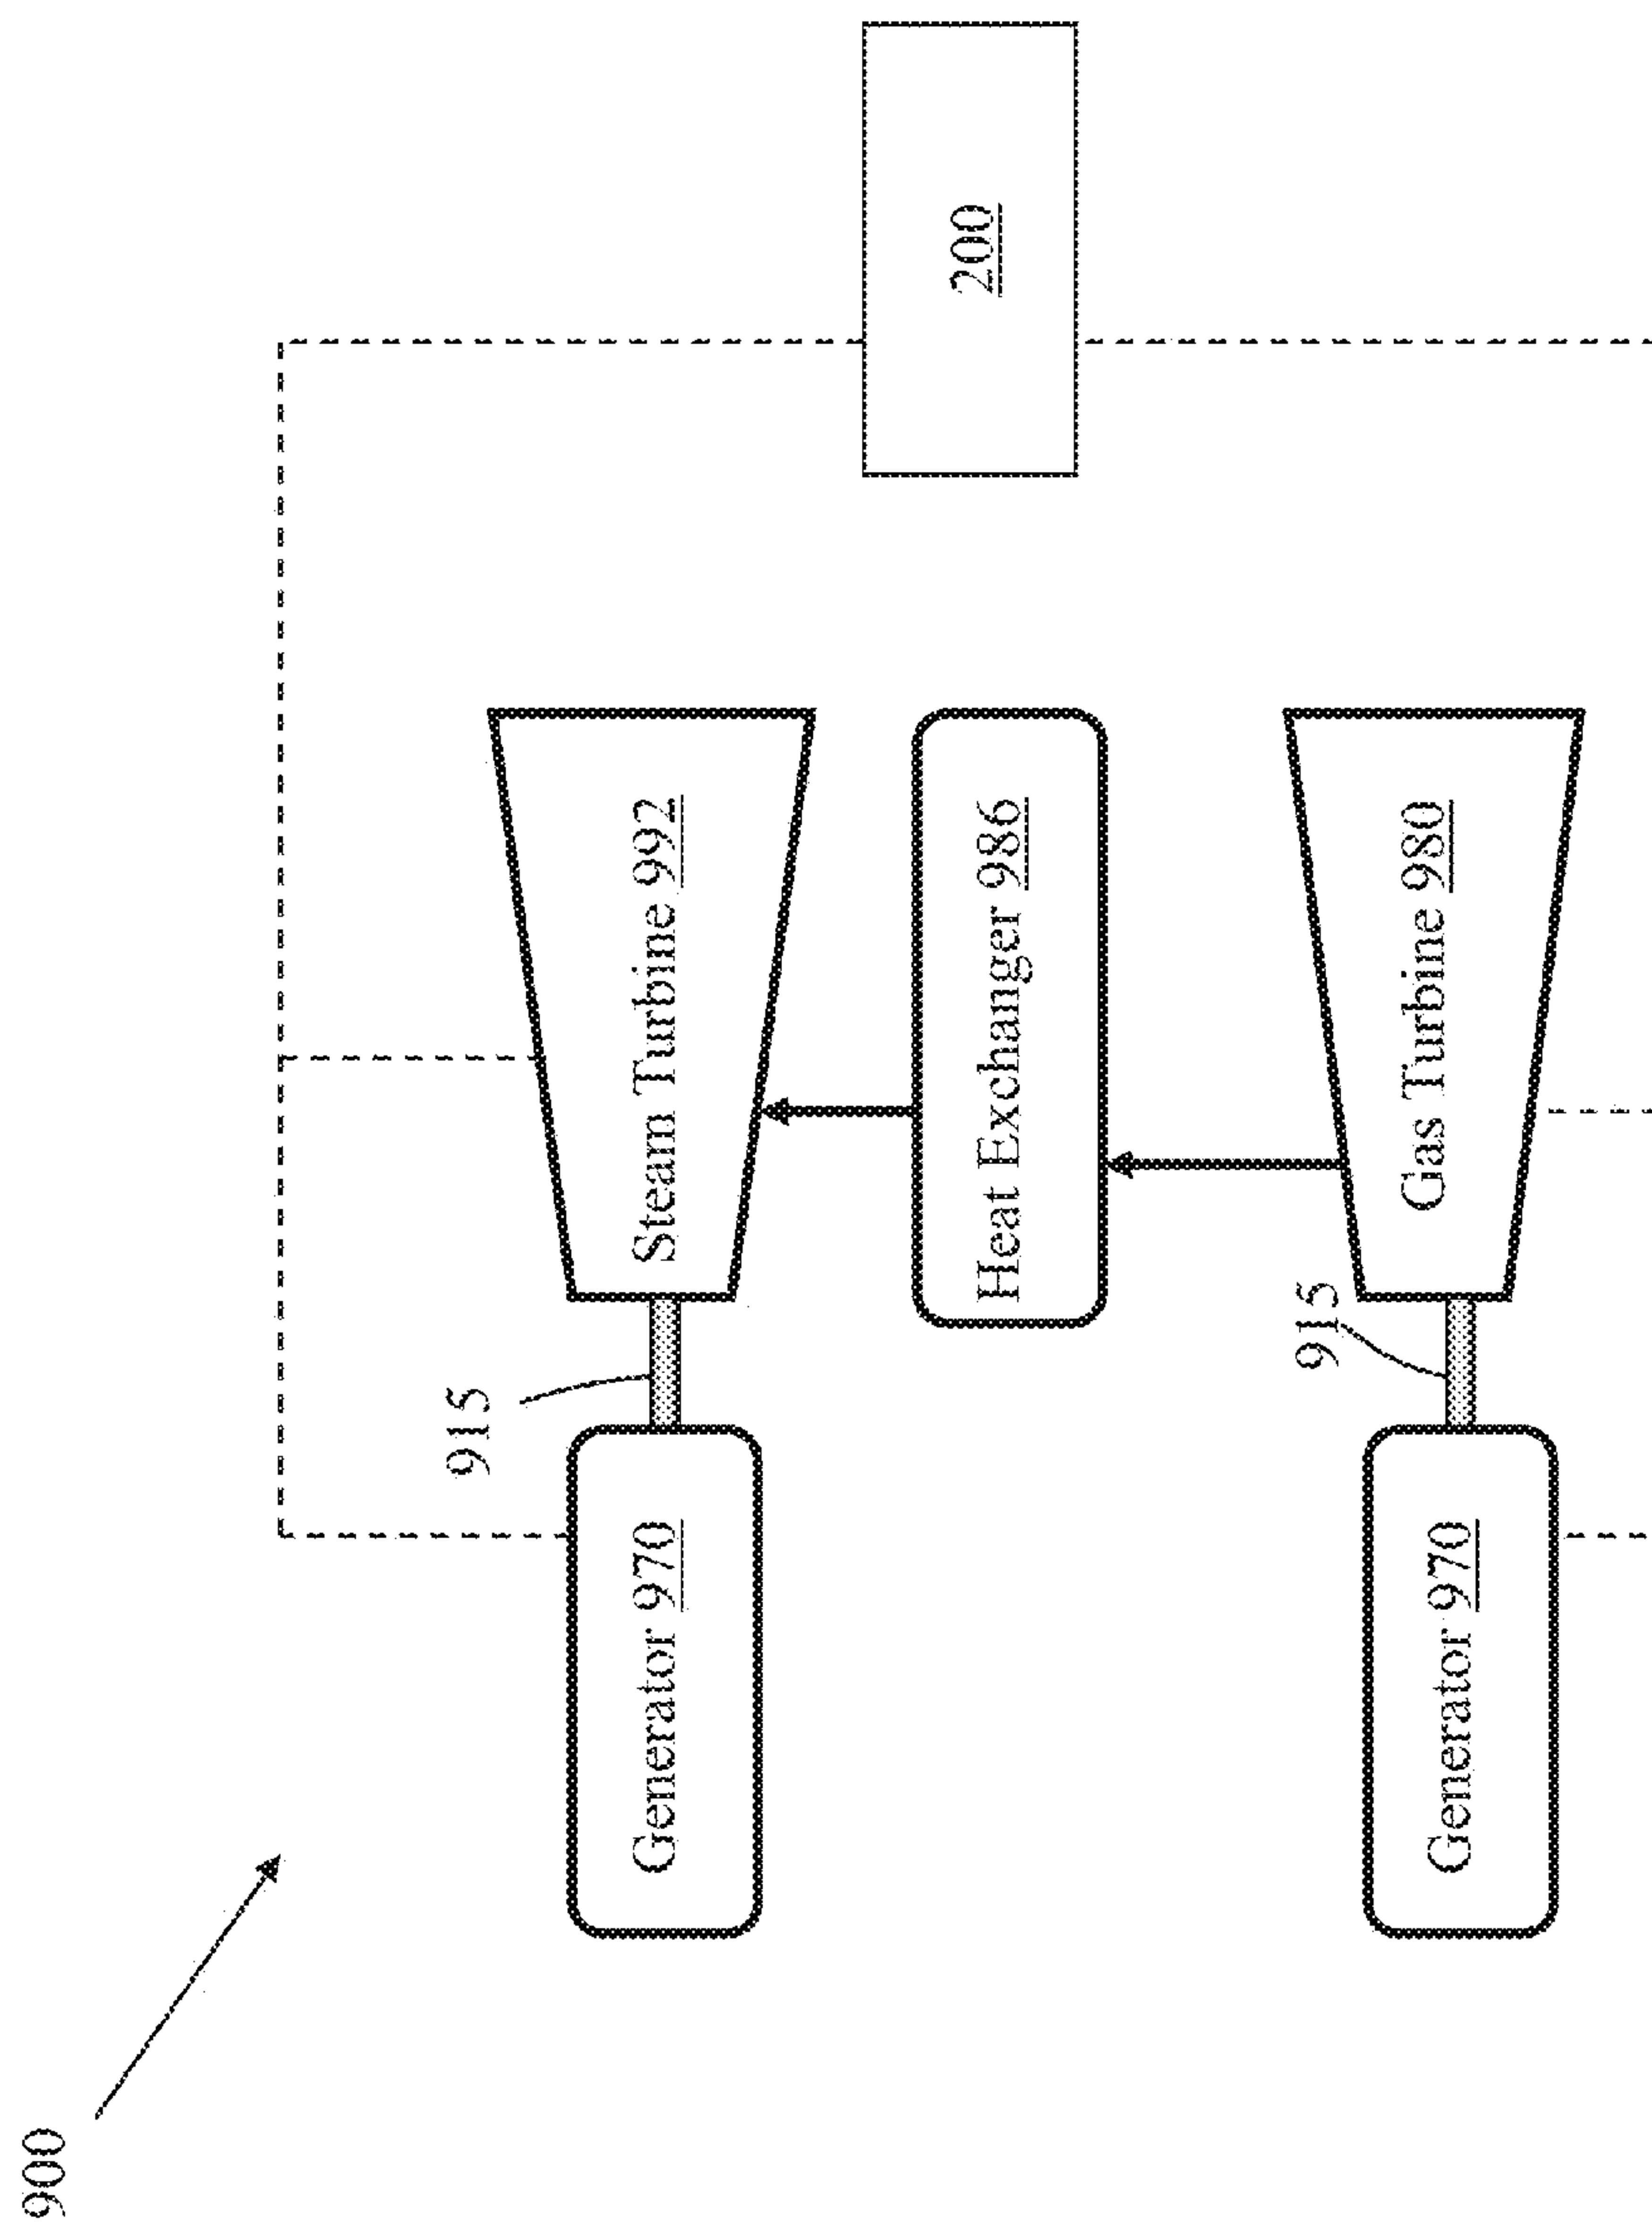 900
915
Generator 970
Steam Turbine 992
Heat Exchanger 986
200
915
Generator 970
Gas Turbine 980